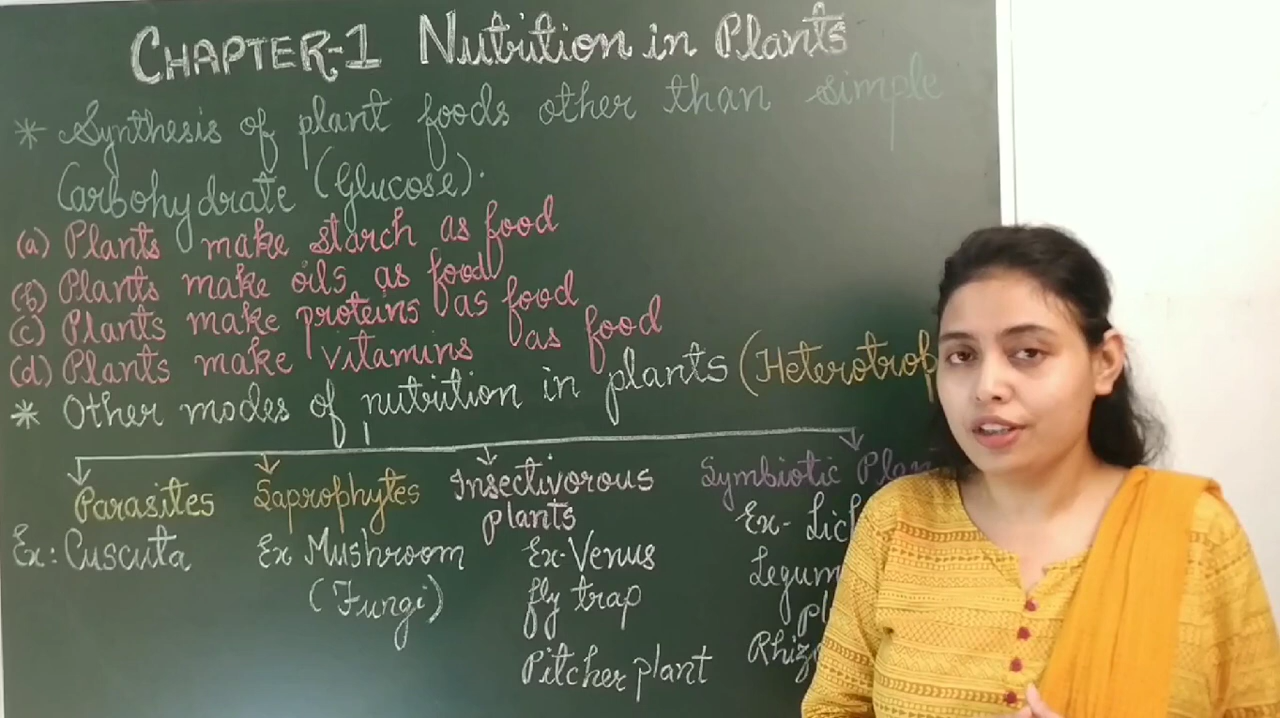 CHAPTER-1 Nutrition in Plants
* Synthesis of plant foods other than simple
Carbohydrate (Glucose).
(a) Plants make starch as food
(b) Plants make oils as food
(c) Plants make proteins as food
(d) Plants make vitamins as food
* Other modes of nutrition in plants (Heterotrop
Parasites Saprophytes Insectivorous plants Symbiotic Plan
Ex: Cuscuta
Ex Mushroom
(Fungi)
Ex-Venus
fly trap
Pitcher plant
Ex- Lich
Legum
pl
Rhiz